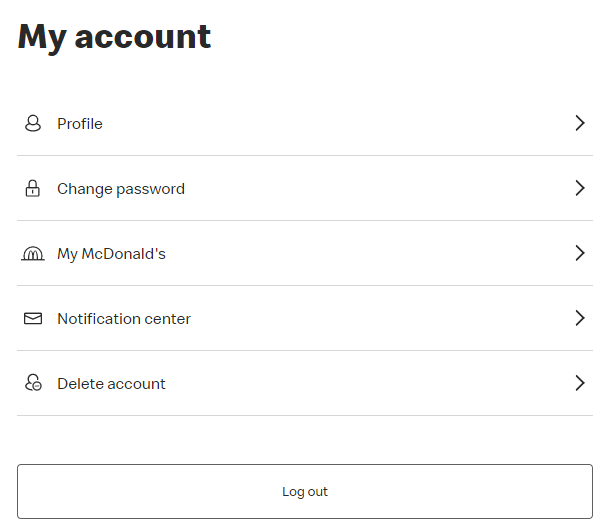 My account
Profile
Change password
My McDonald's
Notification center
Delete account
Log out